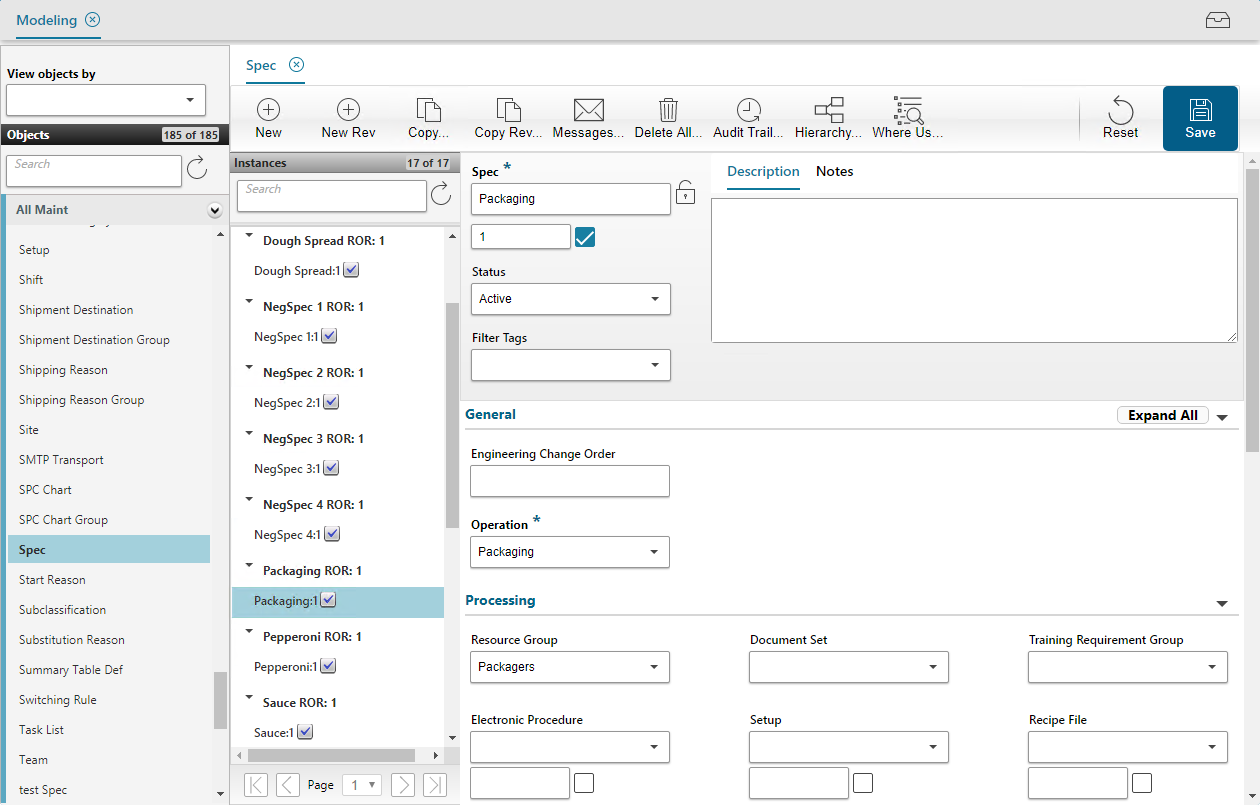 Modeling
View objects by
Objects 185 of 185
Search
All Maint
Setup
Shift
Shipment Destination
Shipment Destination Group
Shipping Reason
Shipping Reason Group
Site
SMTP Transport
SPC Chart
SPC Chart Group
Spec
Start Reason
Subclassification
Substitution Reason
Summary Table Def
Switching Rule
Task List
Team
test Spec
Spec
New New Rev Copy... Copy Rev... Messages... Delete All... Audit Trail... Hierarchy... Where Us... Reset Save
Instances 17 of 17
Search
Dough Spread ROR: 1
Dough Spread:1
NegSpec 1 ROR: 1
NegSpec 1:1
NegSpec 2 ROR: 1
NegSpec 2:1
NegSpec 3 ROR: 1
NegSpec 3:1
NegSpec 4 ROR: 1
NegSpec 4:1
Packaging ROR: 1
Packaging:1
Pepperoni ROR: 1
Pepperoni:1
Sauce ROR: 1
Sauce:1
Page 1
Spec *
Packaging
1
Status
Active
Filter Tags
Description Notes
General Expand All
Engineering Change Order
Operation *
Packaging
Processing
Resource Group Document Set Training Requirement Group
Packagers
Electronic Procedure Setup Recipe File